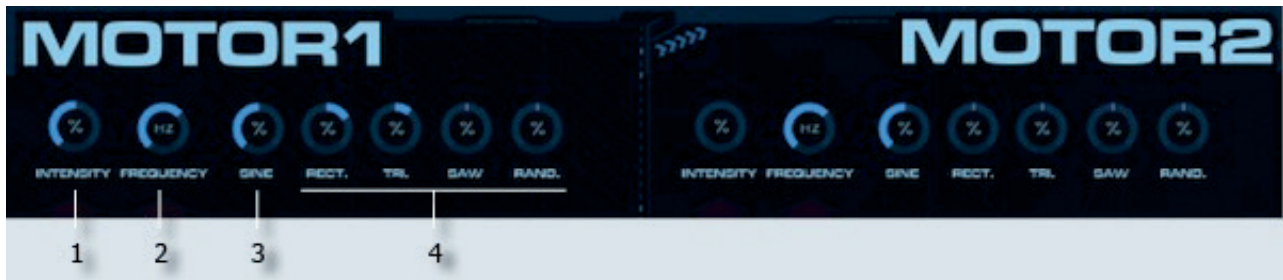 MOTOR1 MOTOR2
% HZ % % % % % % HZ % % % % %
INTENSITY FREQUENCY SINE RECT. TRI. SAW RAND. INTENSITY FREQUENCY SINE RECT. TRI. SAW RAND.
1 2 3 4